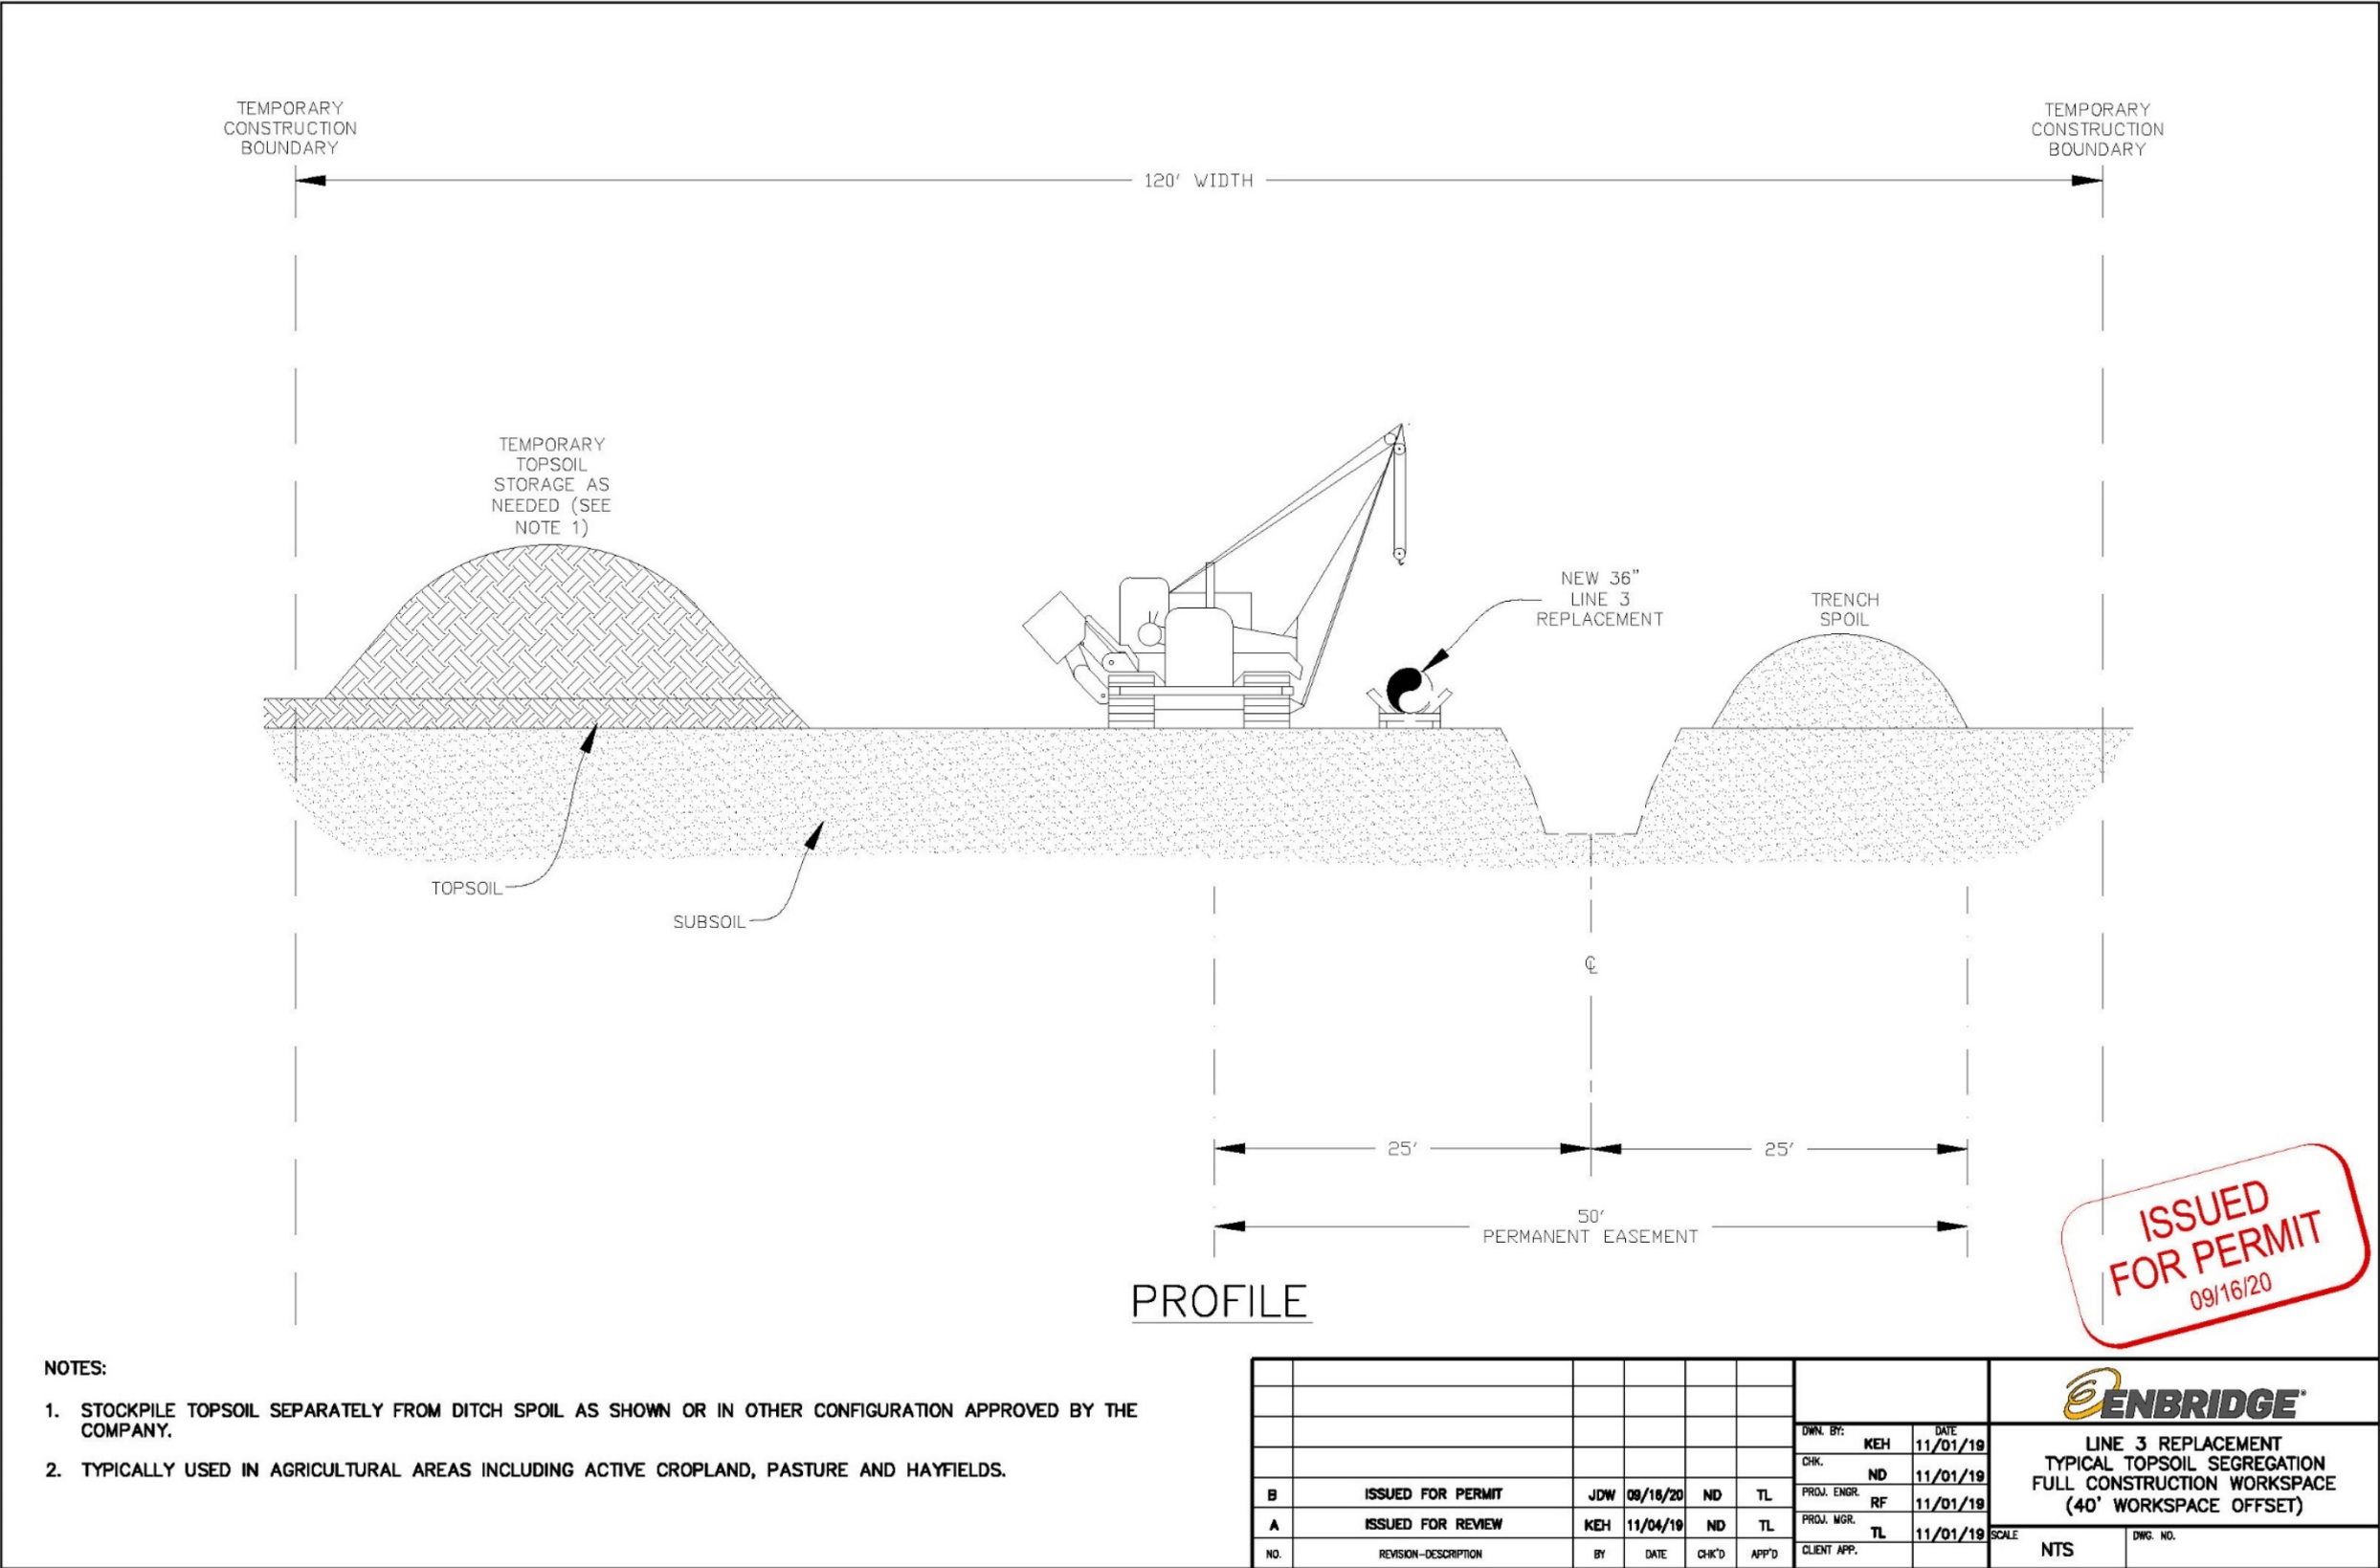 TEMPORARY
CONSTRUCTION
BOUNDARY
TEMPORARY
CONSTRUCTION
BOUNDARY
120' WIDTH
TEMPORARY
TOPSOIL
STORAGE AS
NEEDED (SEE
NOTE 1)
NEW 36"
LINE 3
REPLACEMENT
TRENCH
SPOIL
TOPSOIL
SUBSOIL
℄
25'
25'
50'
PERMANENT EASEMENT
PROFILE
ISSUED
FOR PERMIT
09/16/20
NOTES:
1. STOCKPILE TOPSOIL SEPARATELY FROM DITCH SPOIL AS SHOWN OR IN OTHER CONFIGURATION APPROVED BY THE
COMPANY.
2. TYPICALLY USED IN AGRICULTURAL AREAS INCLUDING ACTIVE CROPLAND, PASTURE AND HAYFIELDS.
B ISSUED FOR PERMIT JDW 09/16/20 ND TL
A ISSUED FOR REVIEW KEH 11/04/19 ND TL
NO. REVISION-DESCRIPTION BY DATE CHK'D APP'D
DWN. BY: DATE
KEH 11/01/19
CHK.
ND 11/01/19
PROJ. ENGR.
RF 11/01/19
PROJ. MGR.
TL 11/01/19
CLIENT APP.
ENBRIDGE®
LINE 3 REPLACEMENT
TYPICAL TOPSOIL SEGREGATION
FULL CONSTRUCTION WORKSPACE
(40' WORKSPACE OFFSET)
SCALE
NTS
DWG. NO.